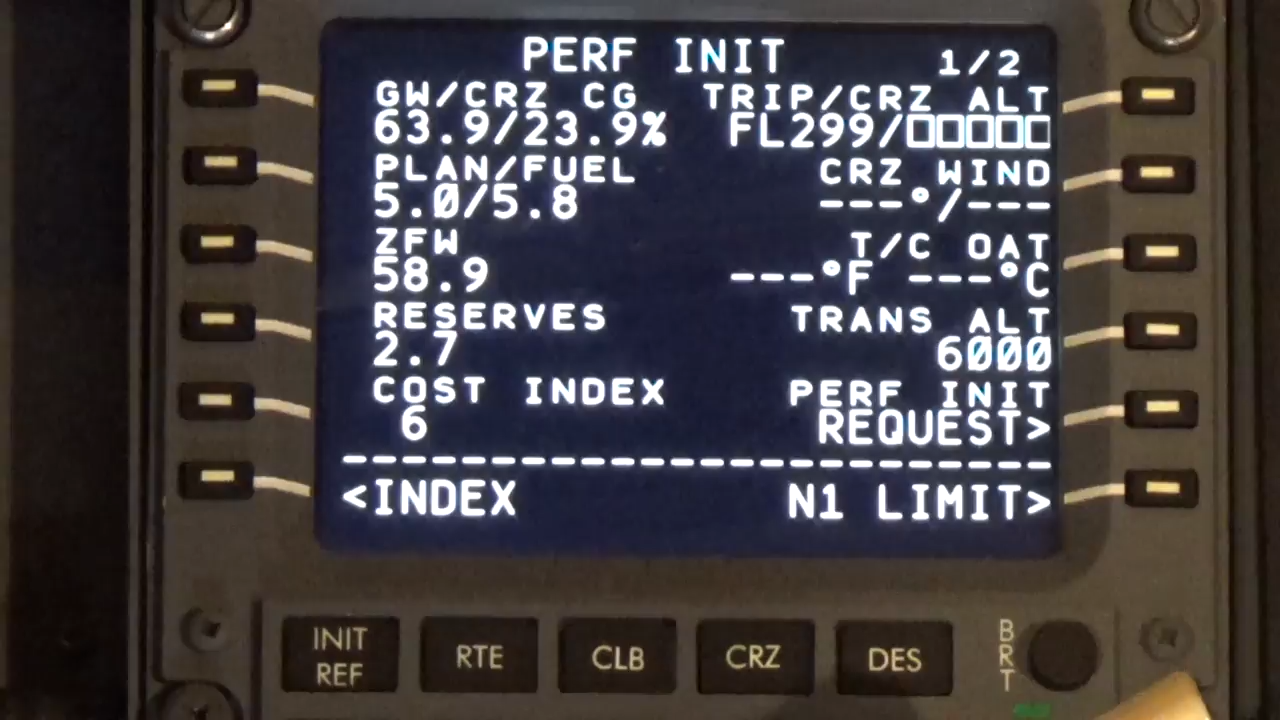 PERF INIT 1/2
GW/CRZ CG TRIP/CRZ ALT
63.9/23.9% FL299/□□□□□
PLAN/FUEL CRZ WIND
5.0/5.8 ---°/---
ZFW T/C OAT
58.9 ---°F ---°C
RESERVES TRANS ALT
2.7 6000
COST INDEX PERF INIT
6 REQUEST>
------------------------
<INDEX N1 LIMIT>
INIT REF RTE CLB CRZ DES BRT